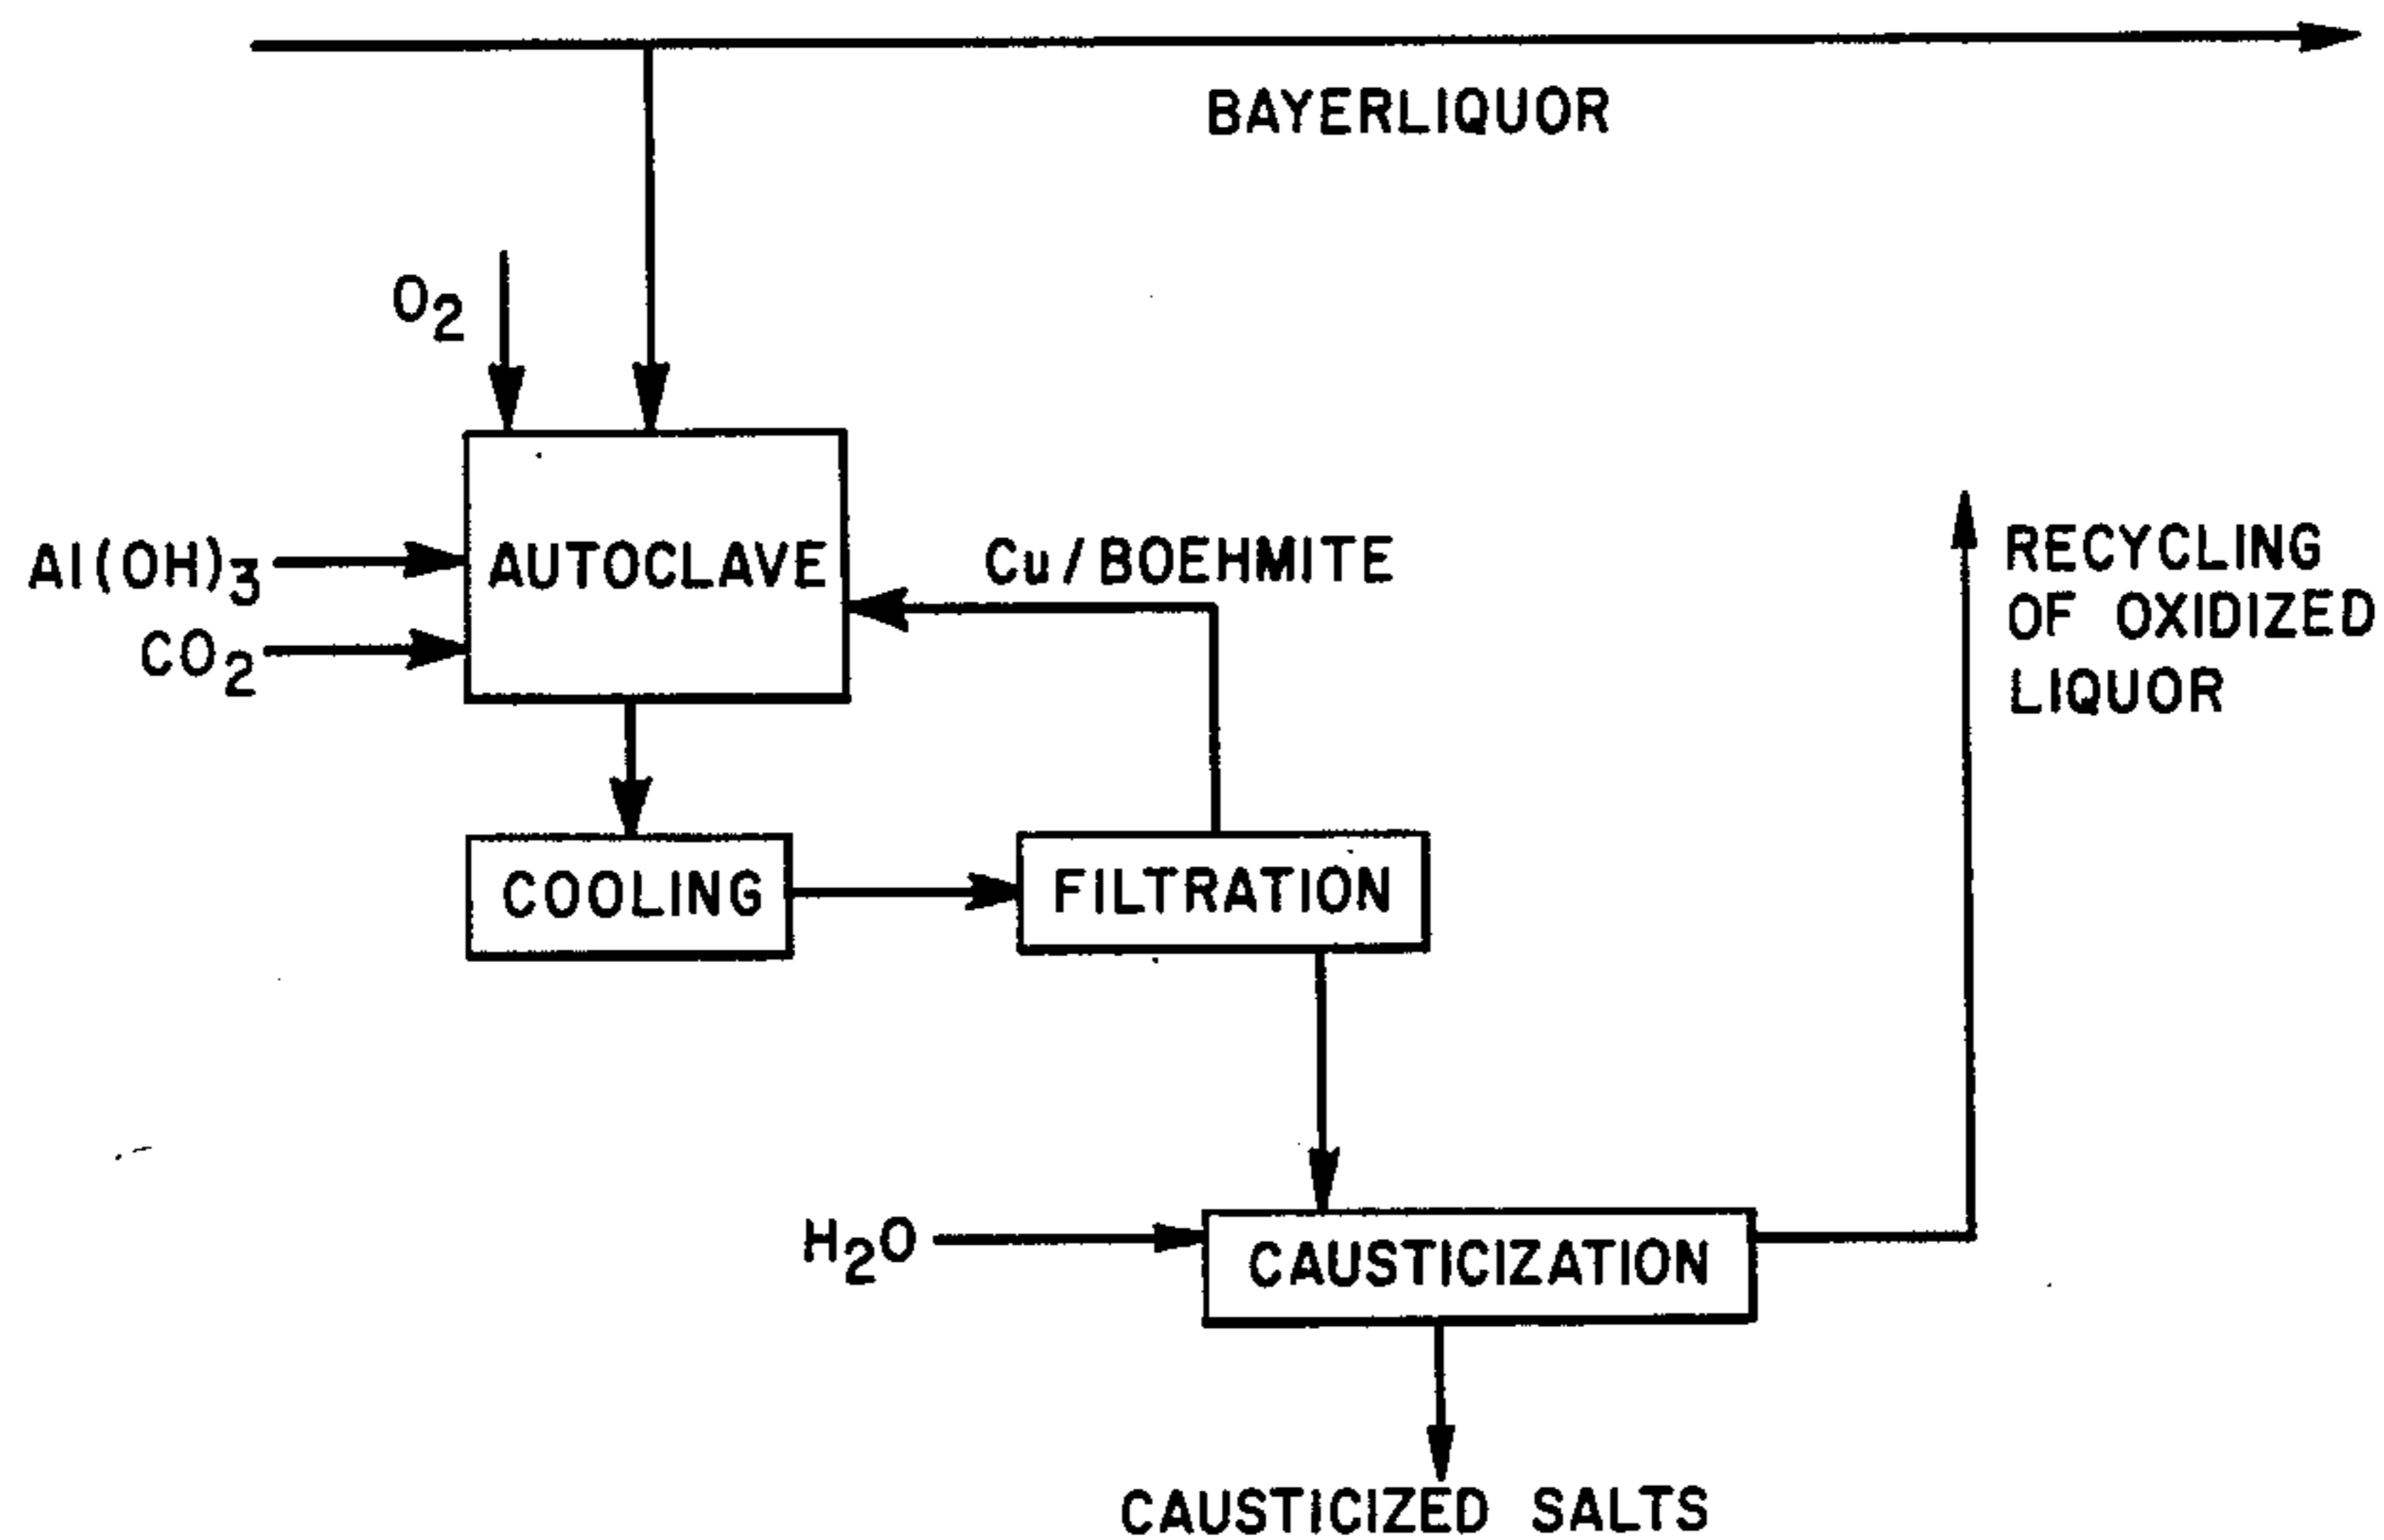 BAYERLIQUOR
O2
Al(OH)3
AUTOCLAVE
Cu/BOEHMITE
CO2
RECYCLING
OF OXIDIZED
LIQUOR
COOLING
FILTRATION
H2O
CAUSTICIZATION
CAUSTICIZED SALTS